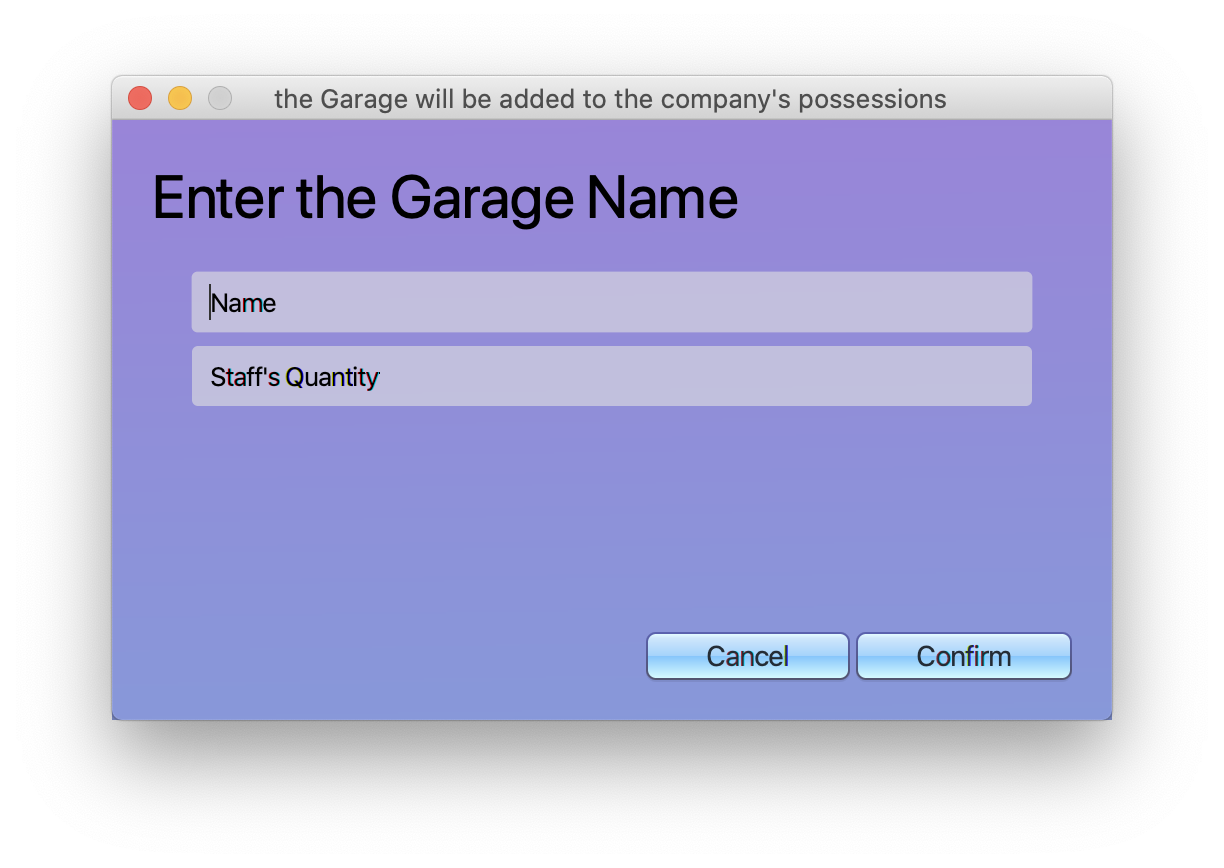 the Garage will be added to the company's possessions
Enter the Garage Name
Name
Staff's Quantity
Cancel Confirm